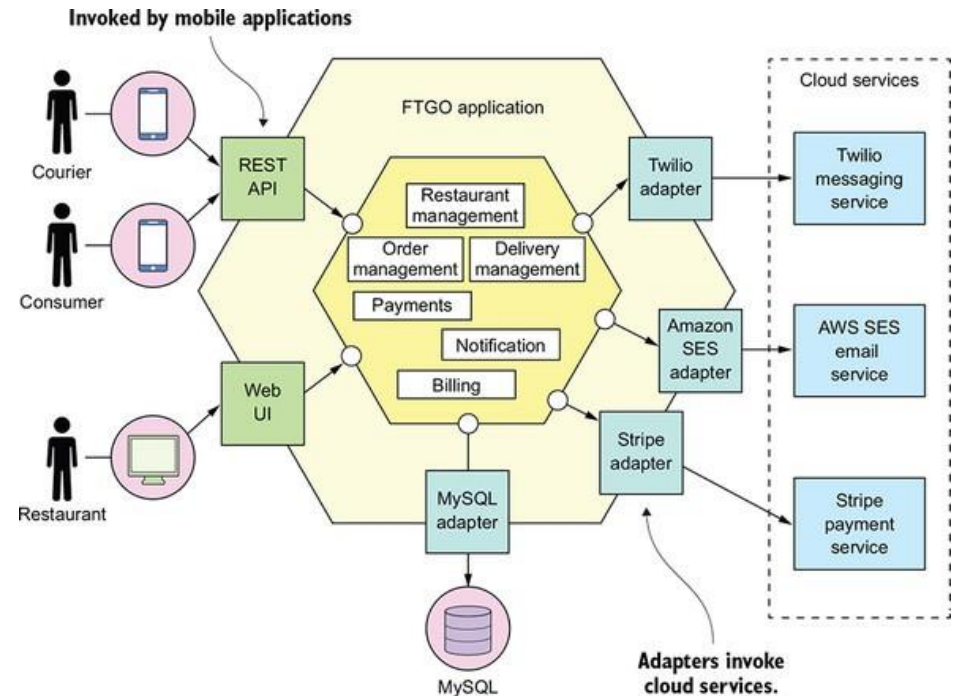 Invoked by mobile applications
Courier
Consumer
Restaurant
REST
API
Web
UI
FTGO application
Restaurant
management
Order
management
Delivery
management
Payments
Notification
Billing
MySQL
adapter
MySQL
Twilio
adapter
Amazon
SES
adapter
Stripe
adapter
Cloud services
Twilio
messaging
service
AWS SES
email
service
Stripe
payment
service
Adapters invoke
cloud services.